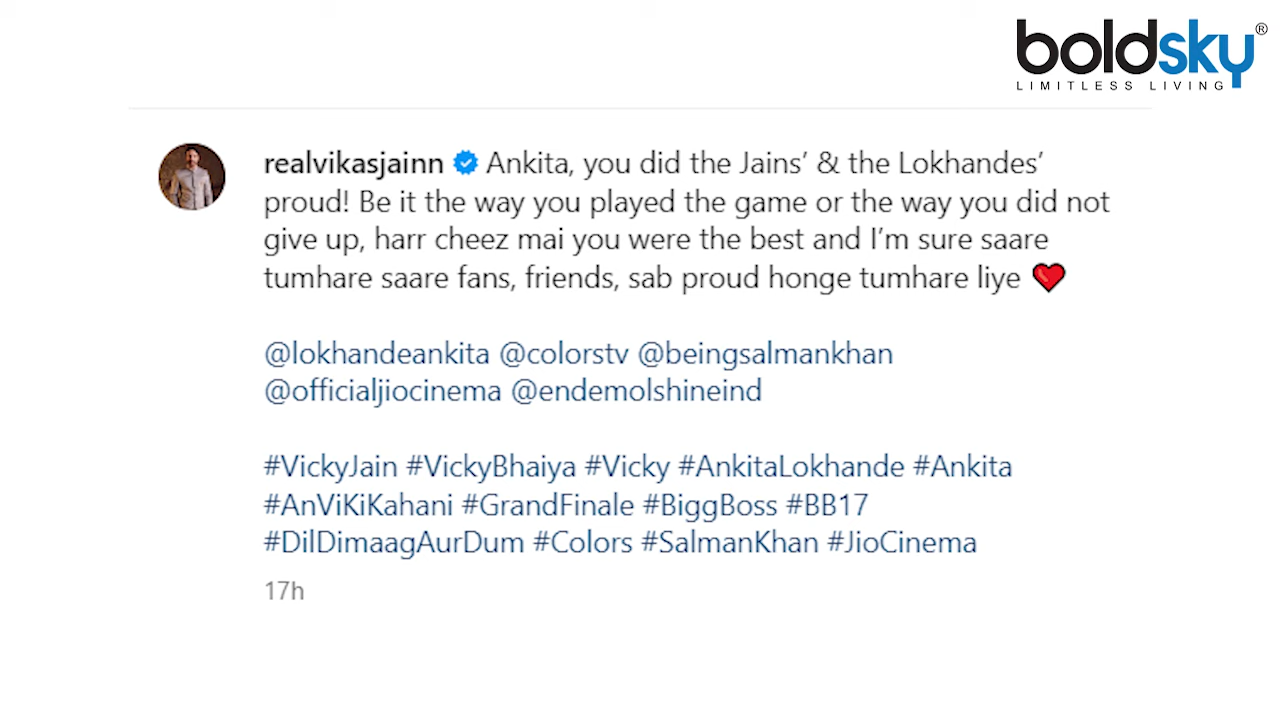 boldsky®
LIMITLESS LIVING
realvikasjainn Ankita, you did the Jains’ & the Lokhandes’
proud! Be it the way you played the game or the way you did not
give up, harr cheez mai you were the best and I’m sure saare
tumhare saare fans, friends, sab proud honge tumhare liye ❤️
@lokhandeankita @colorstv @beingsalmankhan
@officialjiocinema @endemolshineind
#VickyJain #VickyBhaiya #Vicky #AnkitaLokhande #Ankita
#AnViKiKahani #GrandFinale #BiggBoss #BB17
#DilDimaagAurDum #Colors #SalmanKhan #JioCinema
17h